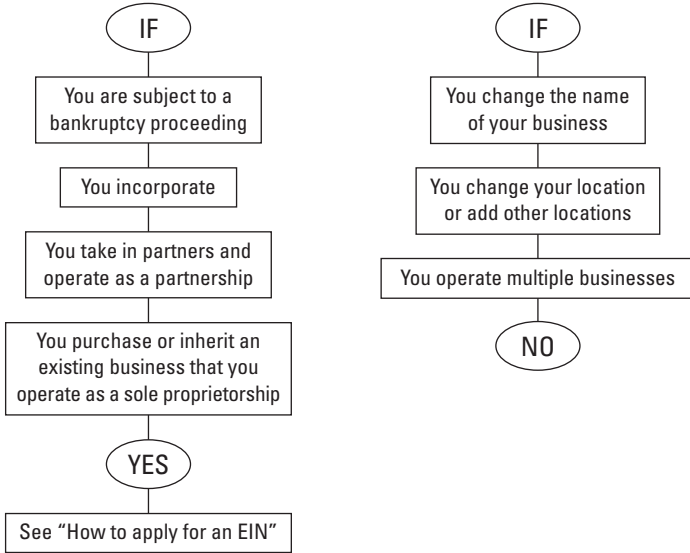 IF
You are subject to a
bankruptcy proceeding
You incorporate
You take in partners and
operate as a partnership
You purchase or inherit an
existing business that you
operate as a sole proprietorship
YES
See “How to apply for an EIN”
IF
You change the name
of your business
You change your location
or add other locations
You operate multiple businesses
NO